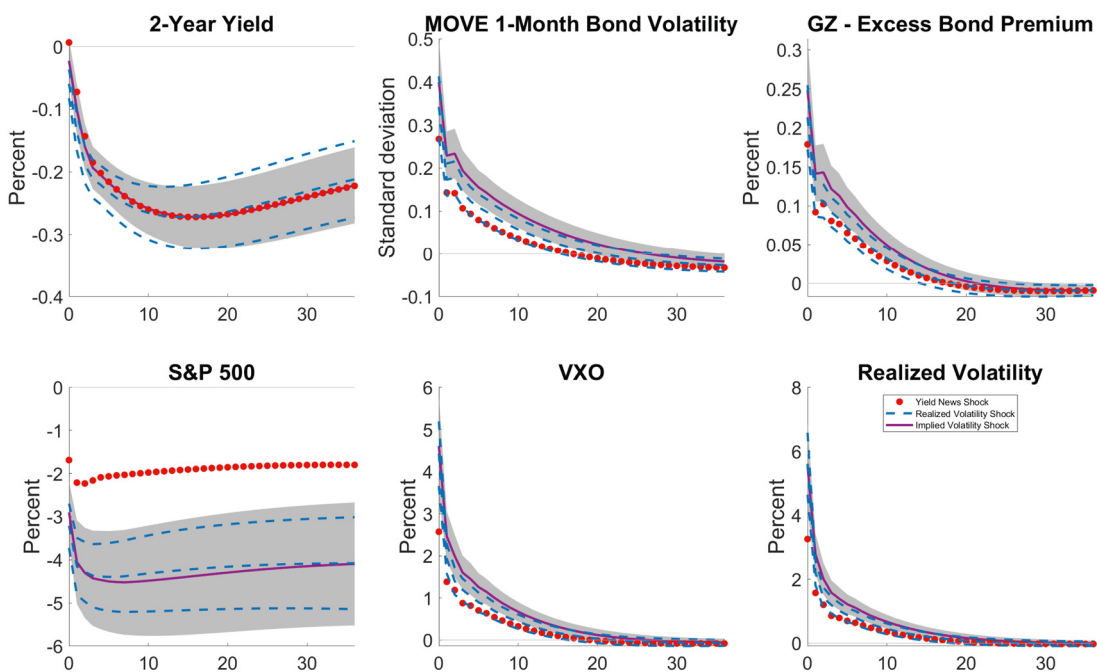 2-Year Yield
MOVE 1-Month Bond Volatility
GZ - Excess Bond Premium
0
-0.1
-0.2
-0.3
-0.4
Percent
0 10 20 30
0.5
0.4
0.3
0.2
0.1
0
-0.1
Standard deviation
0 10 20 30
0.3
0.25
0.2
0.15
0.1
0.05
0
Percent
0 10 20 30
S&P 500
VXO
Realized Volatility
0
-1
-2
-3
-4
-5
-6
Percent
0 10 20 30
6
5
4
3
2
1
0
Percent
0 10 20 30
8
6
4
2
0
Percent
0 10 20 30
Yield News Shock
Realized Volatility Shock
Implied Volatility Shock